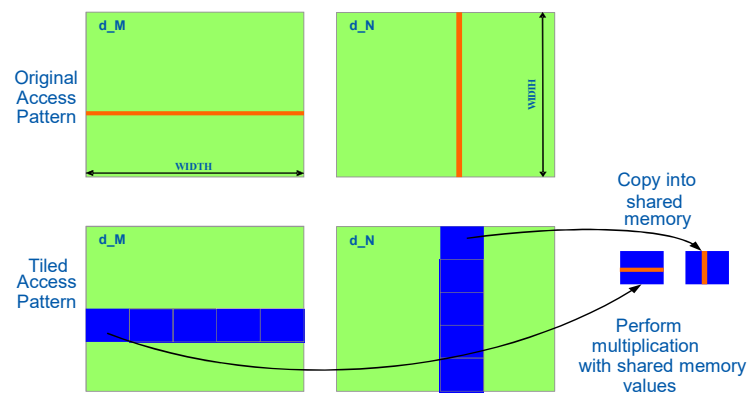 d_M
d_N
Original
Access
Pattern
WIDTH
WIDTH
Copy into
shared
memory
d_M
d_N
Tiled
Access
Pattern
Perform
multiplication
with shared memory
values